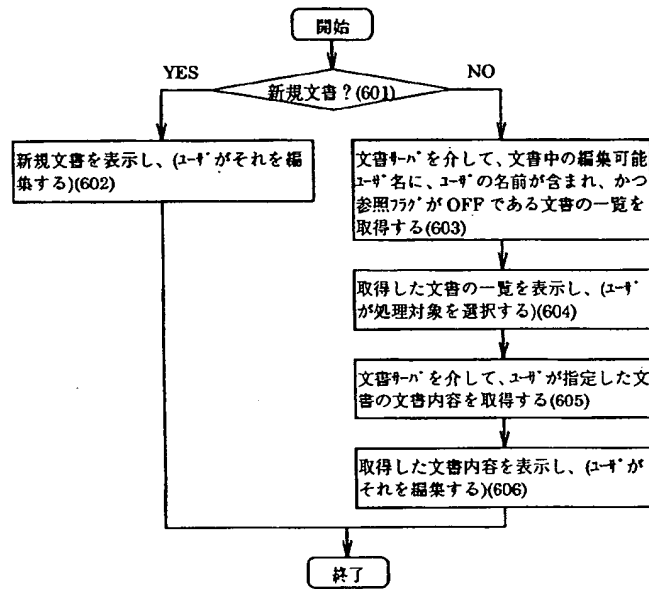 開始
YES
NO
新規文書?(601)
新規文書を表示し、(ﾕｰｻﾞがそれを編
集する)(602)
文書ｻｰﾊﾞを介して、文書中の編集可能
ﾕｰｻﾞ名に、ﾕｰｻﾞの名前が含まれ、かつ
参照ﾌﾗｸﾞがOFFである文書の一覧を
取得する(603)
取得した文書の一覧を表示し、(ﾕｰｻﾞ
が処理対象を選択する)(604)
文書ｻｰﾊﾞを介して、ﾕｰｻﾞが指定した文
書の文書内容を取得する(605)
取得した文書内容を表示し、(ﾕｰｻﾞが
それを編集する)(606)
終了